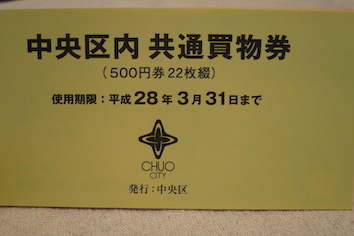 中央区内 共通買物券
(500円券22枚綴)
使用期限：平成28年3月31日まで
CHUO
CITY
発行：中央区